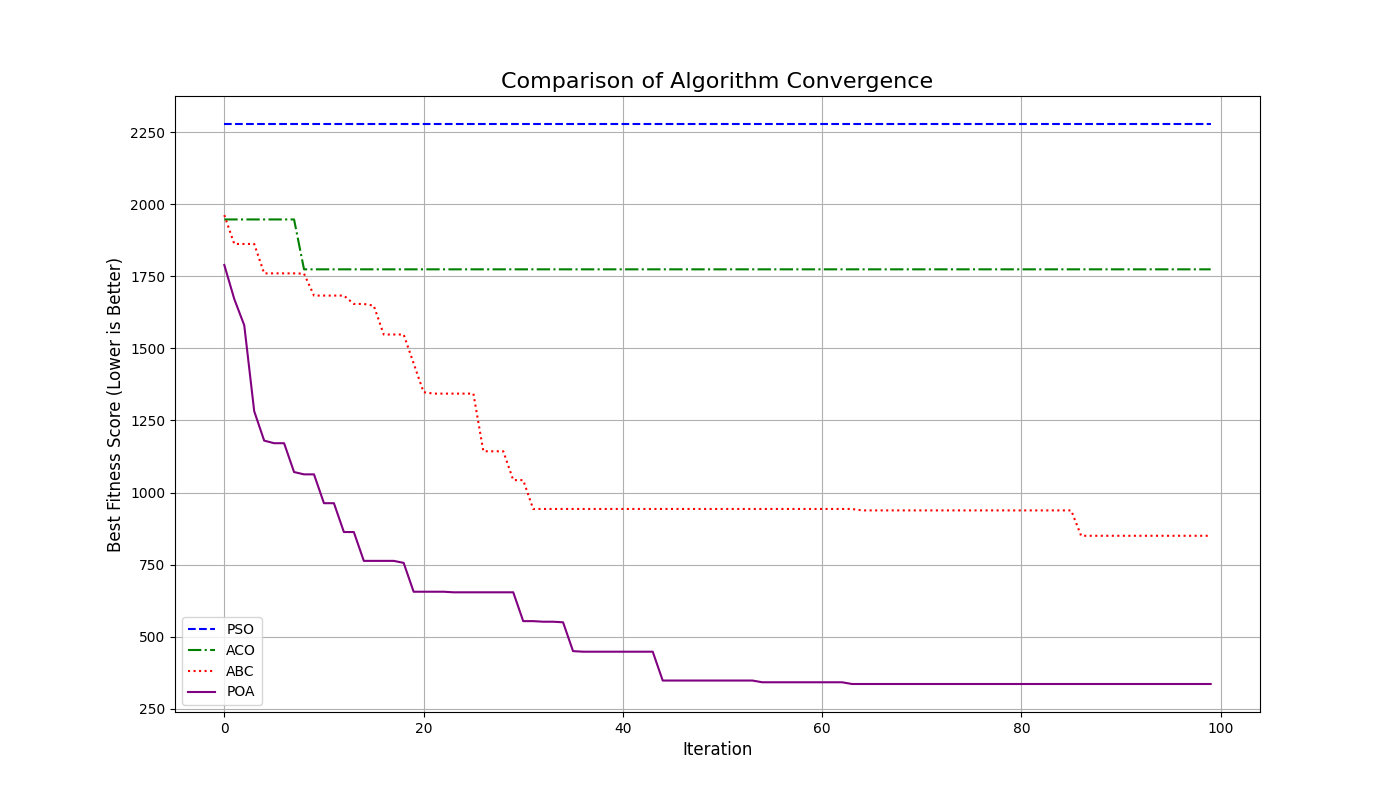 Comparison of Algorithm Convergence
Best Fitness Score (Lower is Better)
2250
2000
1750
1500
1250
1000
750
500
250
PSO
ACO
ABC
POA
0
20
40
60
80
100
Iteration